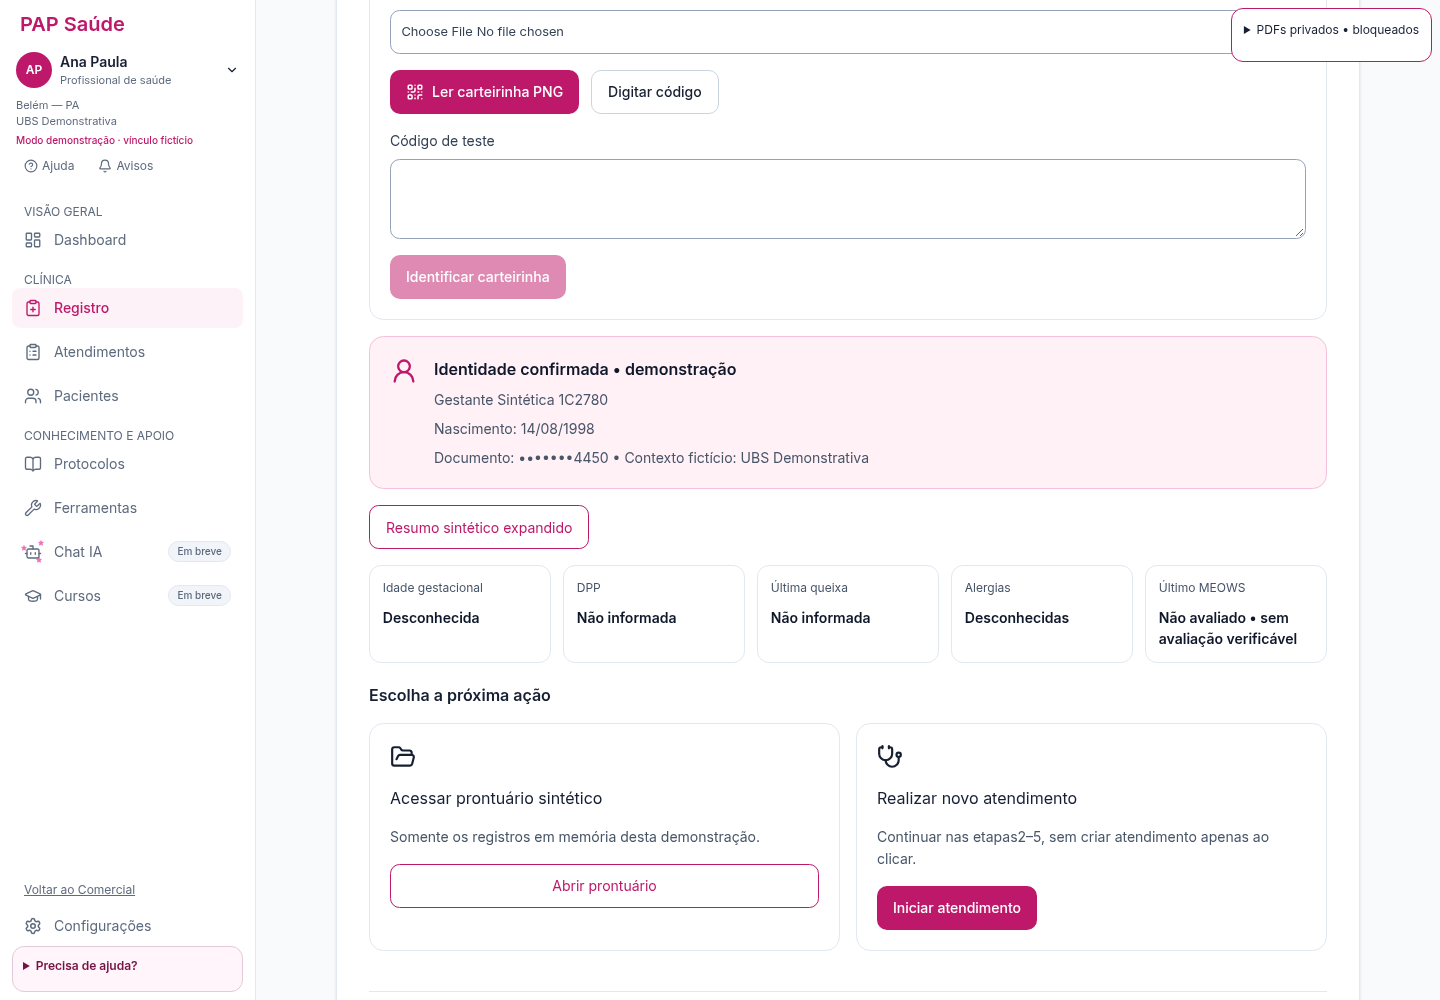 PAP Saúde
AP
Ana Paula
Profissional de saúde
Belém — PA
UBS Demonstrativa
Modo demonstração · vínculo fictício
Ajuda
Avisos
VISÃO GERAL
Dashboard
CLÍNICA
Registro
Atendimentos
Pacientes
CONHECIMENTO E APOIO
Protocolos
Ferramentas
Chat IA
Em breve
Cursos
Em breve
Voltar ao Comercial
Configurações
Precisa de ajuda?
PDFs privados • bloqueados
Choose File No file chosen
Ler carteirinha PNG
Digitar código
Código de teste
Identificar carteirinha
Identidade confirmada • demonstração
Gestante Sintética 1C2780
Nascimento: 14/08/1998
Documento: •••••••4450 • Contexto fictício: UBS Demonstrativa
Resumo sintético expandido
Idade gestacional
Desconhecida
DPP
Não informada
Última queixa
Não informada
Alergias
Desconhecidas
Último MEOWS
Não avaliado • sem
avaliação verificável
Escolha a próxima ação
Acessar prontuário sintético
Somente os registros em memória desta demonstração.
Abrir prontuário
Realizar novo atendimento
Continuar nas etapas2–5, sem criar atendimento apenas ao
clicar.
Iniciar atendimento